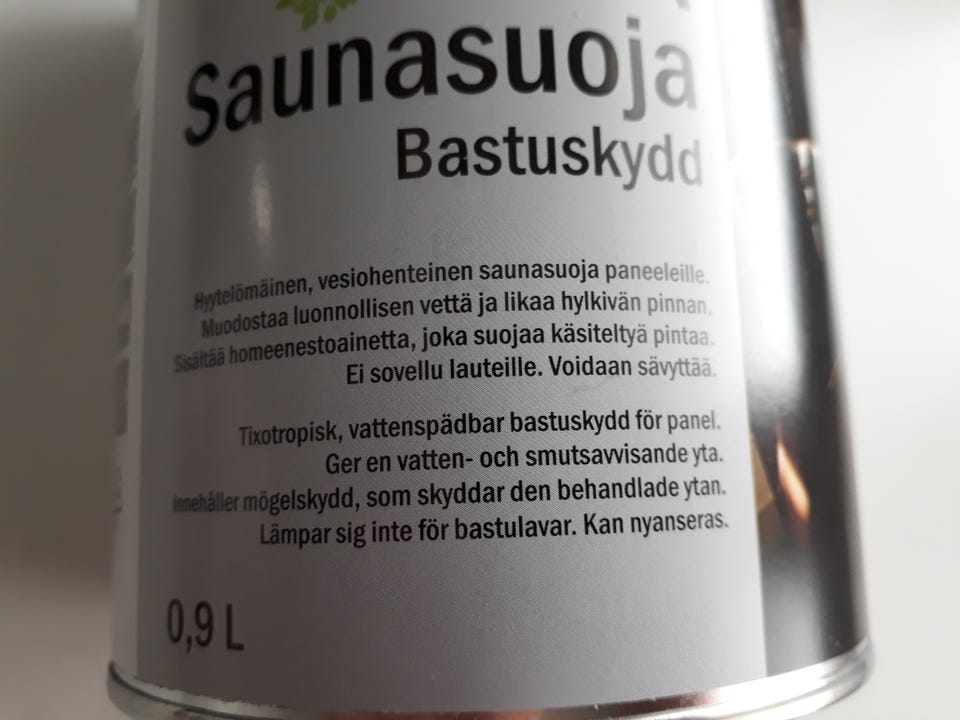 Saunasuoja
Bastuskydd
Hyytelömäinen, vesiohenteinen saunasuoja paneeleille.
Muodostaa luonnollisen vettä ja likaa hylkivän pinnan.
Sisältää homeenestoainetta, joka suojaa käsiteltyä pintaa.
Ei sovellu lauteille. Voidaan sävyttää.
Tixotropisk, vattenspädbar bastuskydd för panel.
Ger en vatten- och smutsavvisande yta.
Innehåller mögelskydd, som skyddar den behandlade ytan.
Lämpar sig inte för bastulavar. Kan nyanseras.
0,9 L